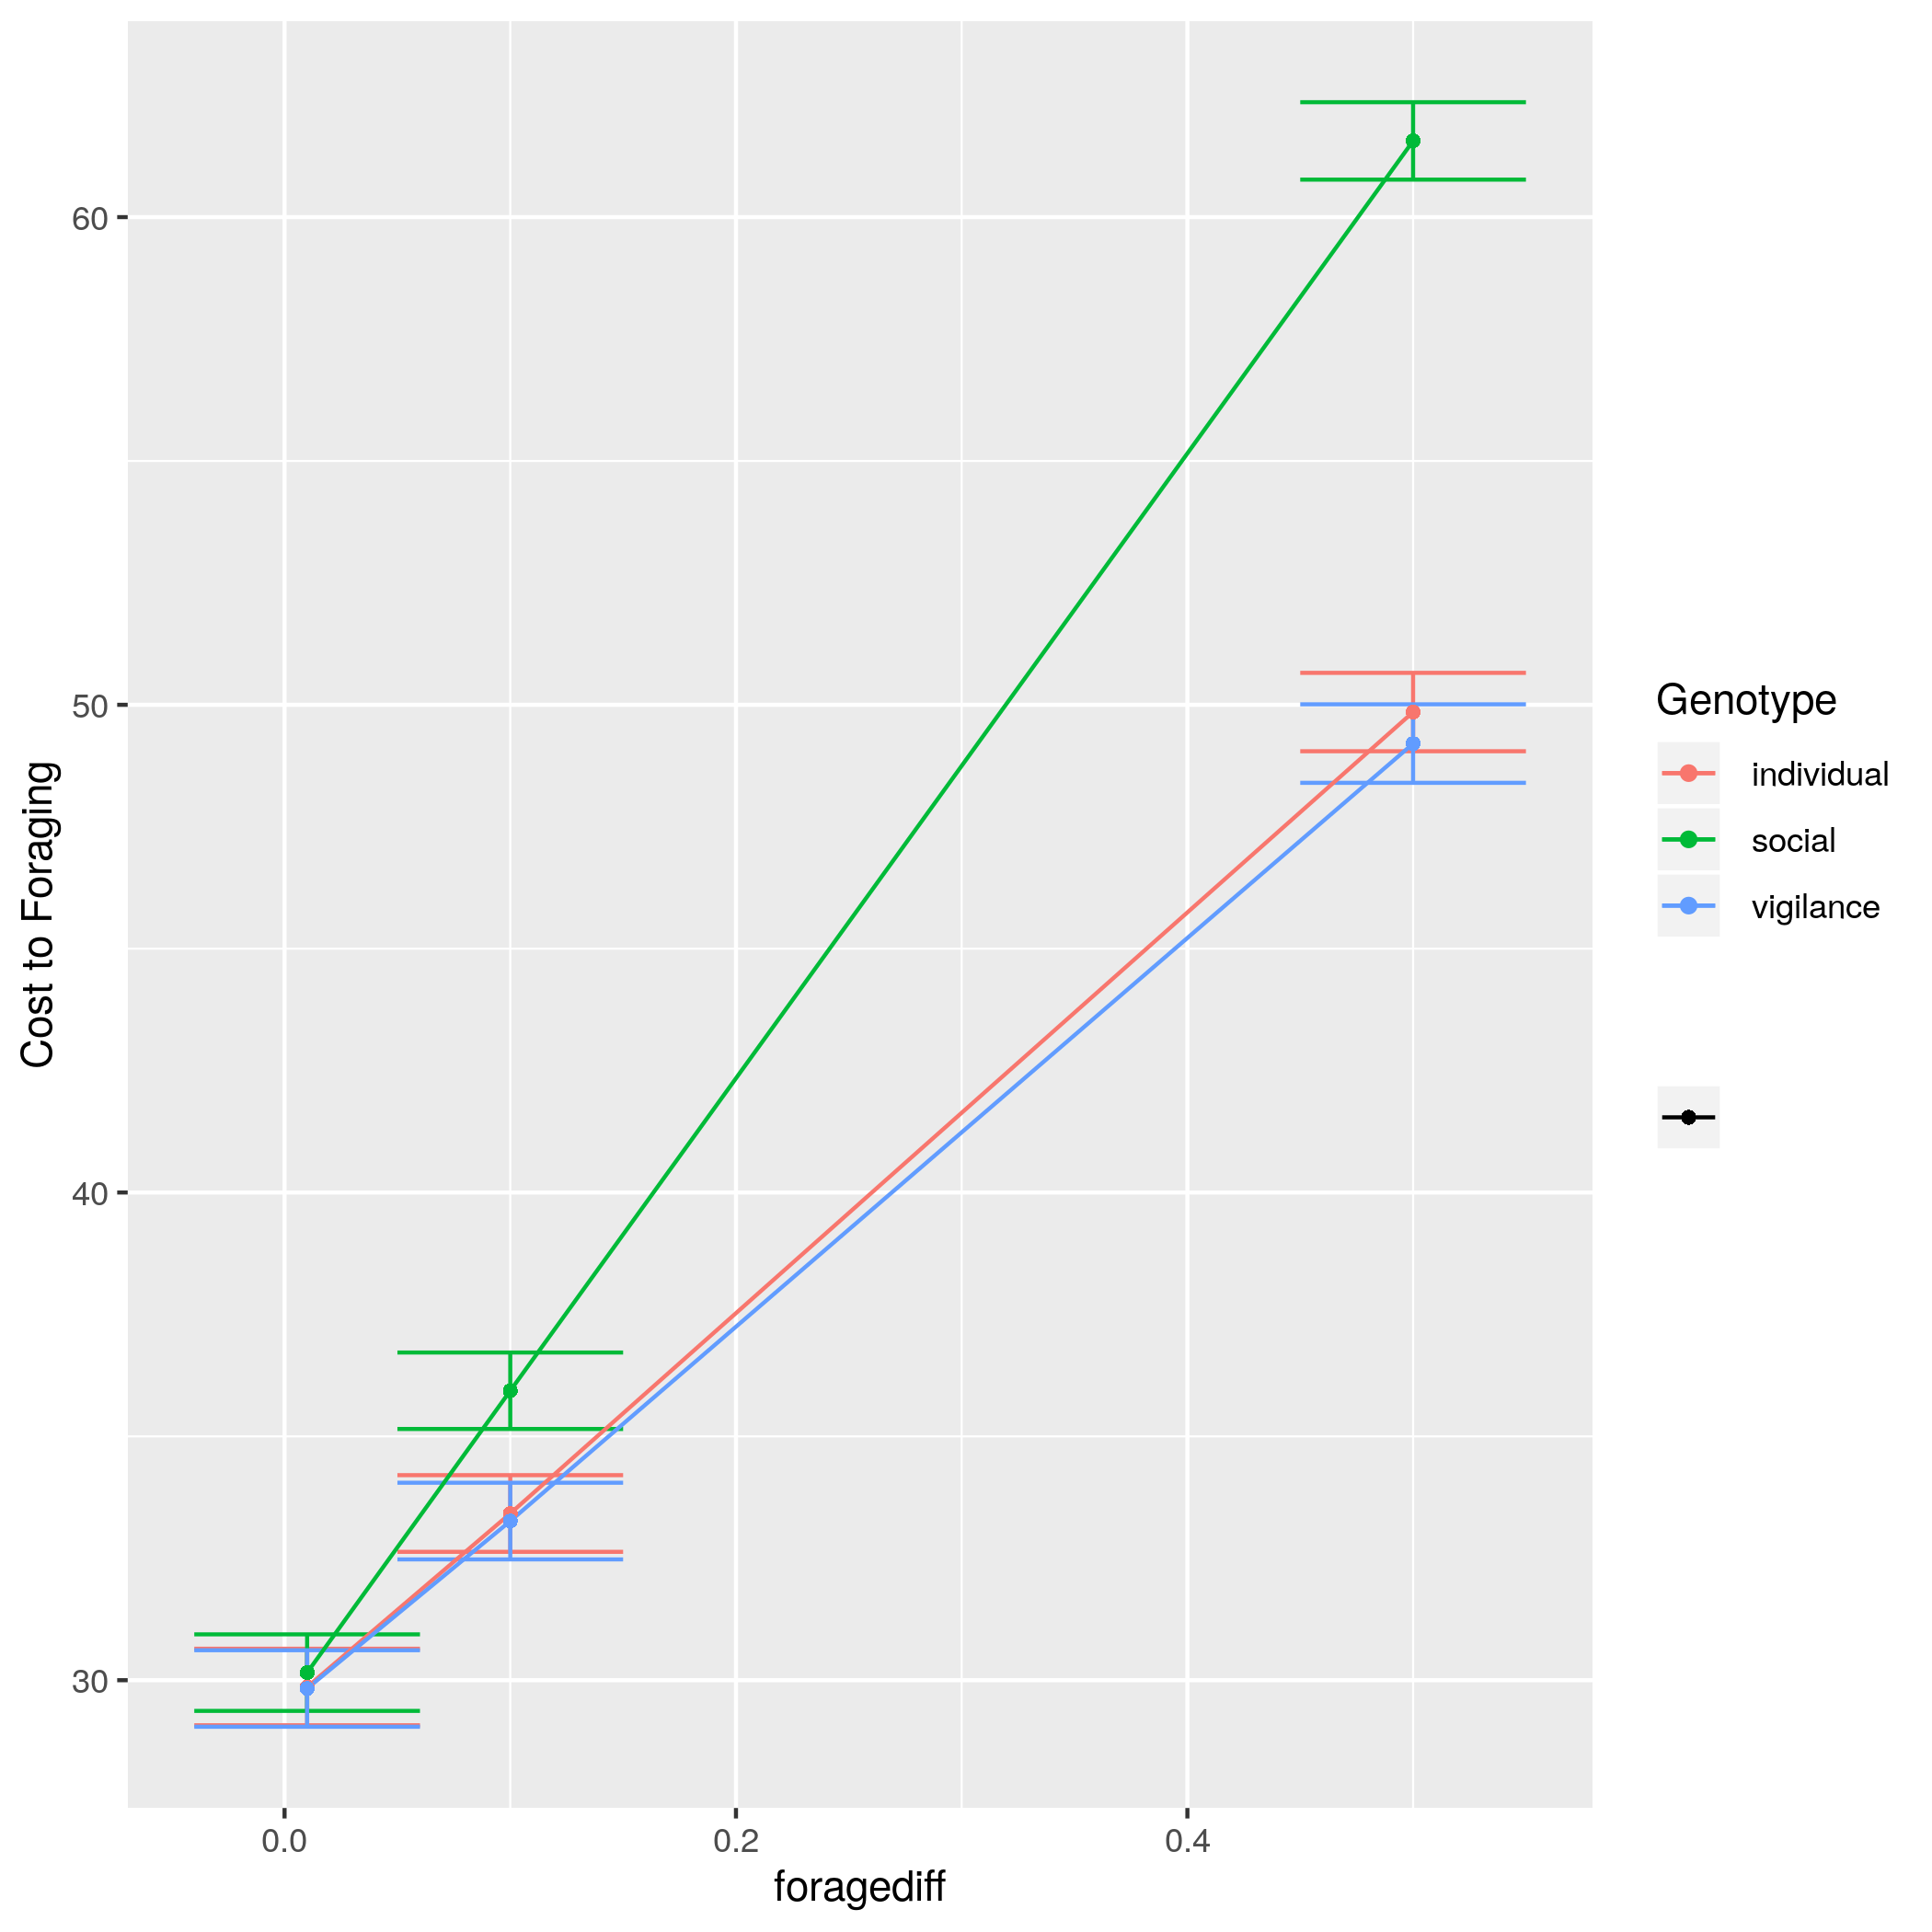 60
50
40
30
Cost to Foraging
0.0
0.2
0.4
foragediff
Genotype
individual
social
vigilance